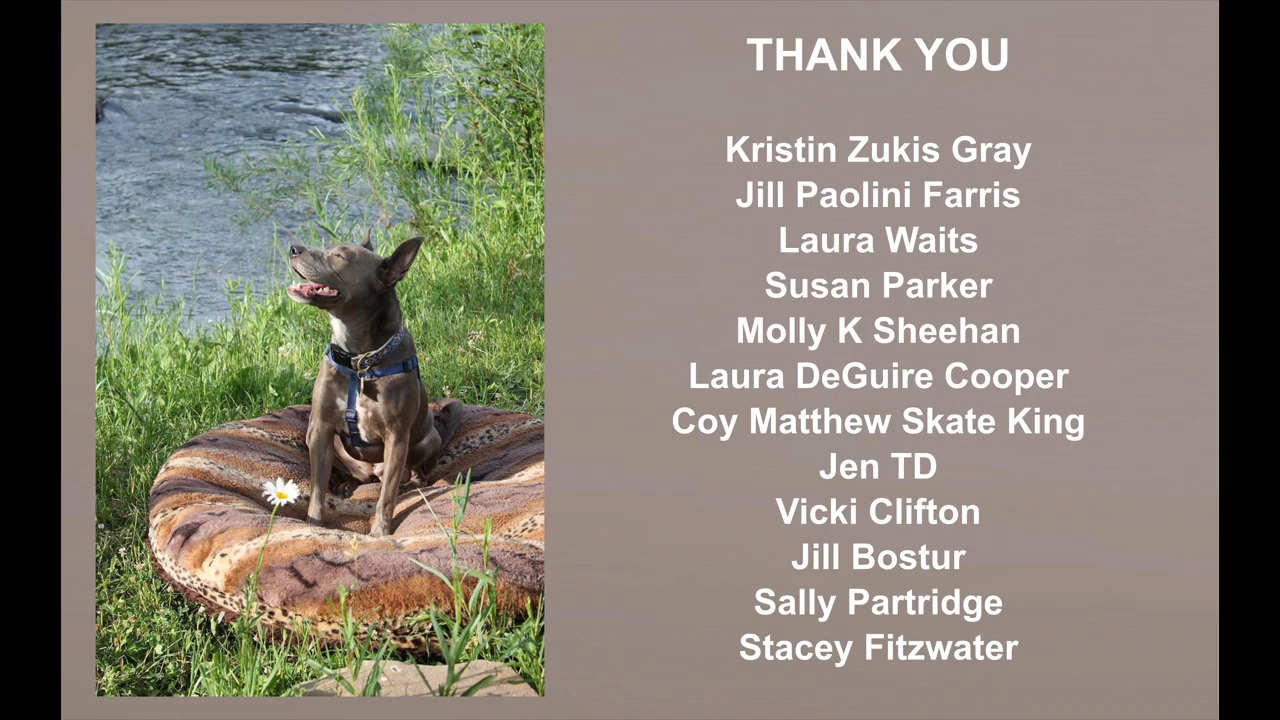 THANK YOU
Kristin Zukis Gray
Jill Paolini Farris
Laura Waits
Susan Parker
Molly K Sheehan
Laura DeGuire Cooper
Coy Matthew Skate King
Jen TD
Vicki Clifton
Jill Bostur
Sally Partridge
Stacey Fitzwater